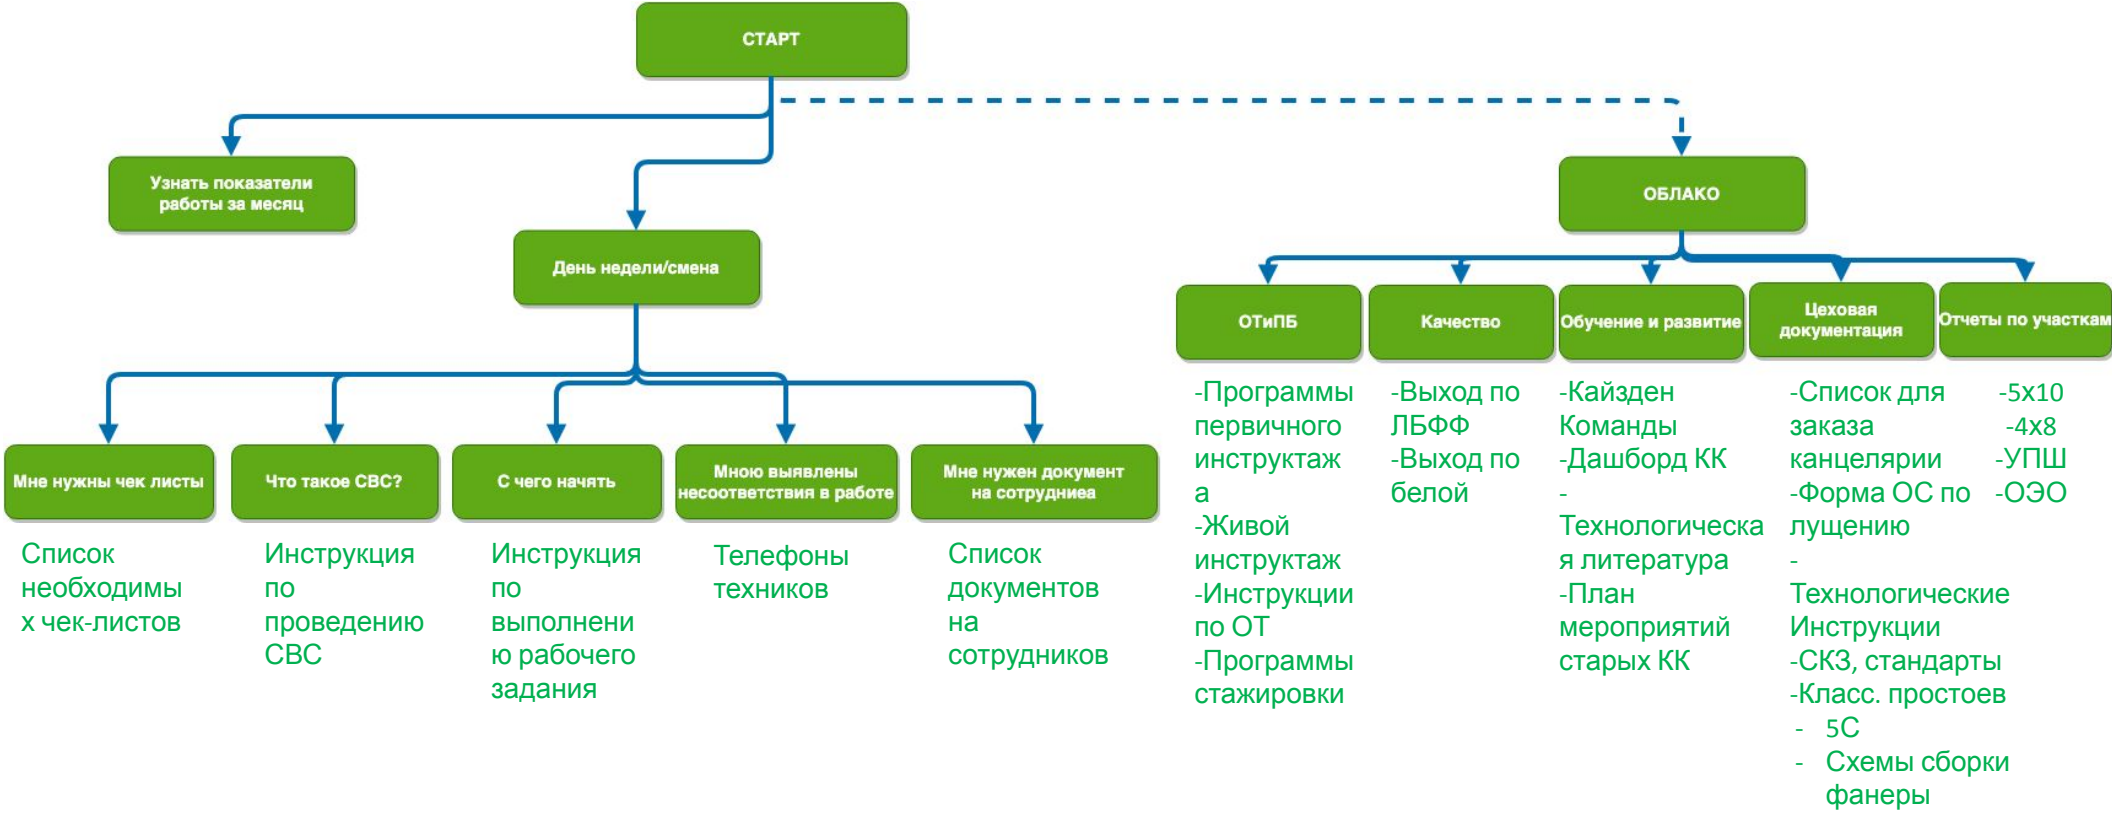 СТАРТ
Узнать показатели
работы за месяц
ОБЛАКО
День недели/смена
ОТиПБ
Качество
Обучение и развитие
Цеховая
документация
Отчеты по участкам
-Программы
первичного
инструктаж
а
-Живой
инструктаж
-Инструкции
по ОТ
-Программы
стажировки
-Выход по
ЛБФФ
-Выход по
белой
-Кайзден
Команды
-Дашборд КК
-
Технологическа
я литература
-План
мероприятий
старых КК
-Список для
заказа
канцелярии
-Форма ОС по
лущению
-
Технологические
Инструкции
-СКЗ, стандарты
-Класс. простоев
- 5С
- Схемы сборки
фанеры
-5х10
-4х8
-УПШ
-ОЭО
Мне нужны чек листы
Что такое СВС?
С чего начять
Мною выявлены
несоответствия в работе
Мне нужен документ
на сотрудниеа
Список
необходимы
х чек-листов
Инструкция
по
проведению
СВС
Инструкция
по
выполнени
ю рабочего
задания
Телефоны
техников
Список
документов
на
сотрудников